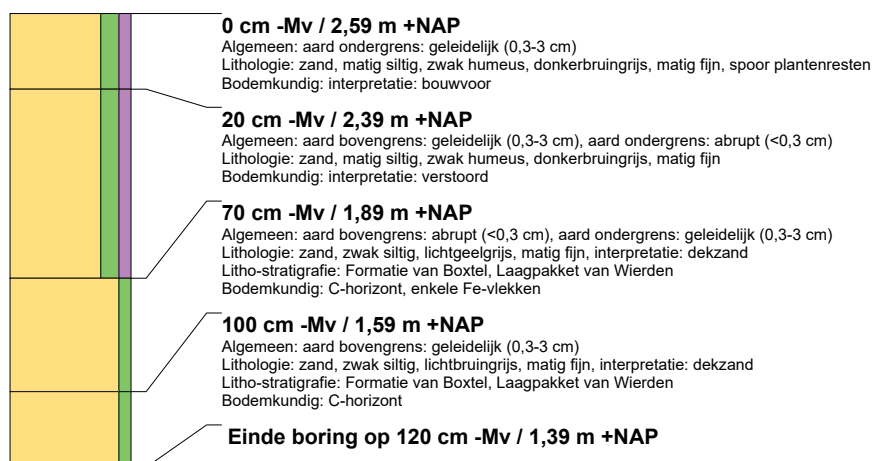 0 cm -Mv / 2,59 m +NAP
Algemeen: aard ondergrens: geleidelijk (0,3-3 cm)
Lithologie: zand, matig siltig, zwak humeus, donkerbruingrijs, matig fijn, spoor plantenresten
Bodemkundig: interpretatie: bouwvoor
20 cm -Mv / 2,39 m +NAP
Algemeen: aard bovengrens: geleidelijk (0,3-3 cm), aard ondergrens: abrupt (<0,3 cm)
Lithologie: zand, matig siltig, zwak humeus, donkerbruingrijs, matig fijn
Bodemkundig: interpretatie: verstoord
70 cm -Mv / 1,89 m +NAP
Algemeen: aard bovengrens: abrupt (<0,3 cm), aard ondergrens: geleidelijk (0,3-3 cm)
Lithologie: zand, zwak siltig, lichtgeelgrijs, matig fijn, interpretatie: dekzand
Litho-stratigrafie: Formatie van Boxtel, Laagpakket van Wierden
Bodemkundig: C-horizont, enkele Fe-vlekken
100 cm -Mv / 1,59 m +NAP
Algemeen: aard bovengrens: geleidelijk (0,3-3 cm)
Lithologie: zand, zwak siltig, lichtbruingrijs, matig fijn, interpretatie: dekzand
Litho-stratigrafie: Formatie van Boxtel, Laagpakket van Wierden
Bodemkundig: C-horizont
Einde boring op 120 cm -Mv / 1,39 m +NAP